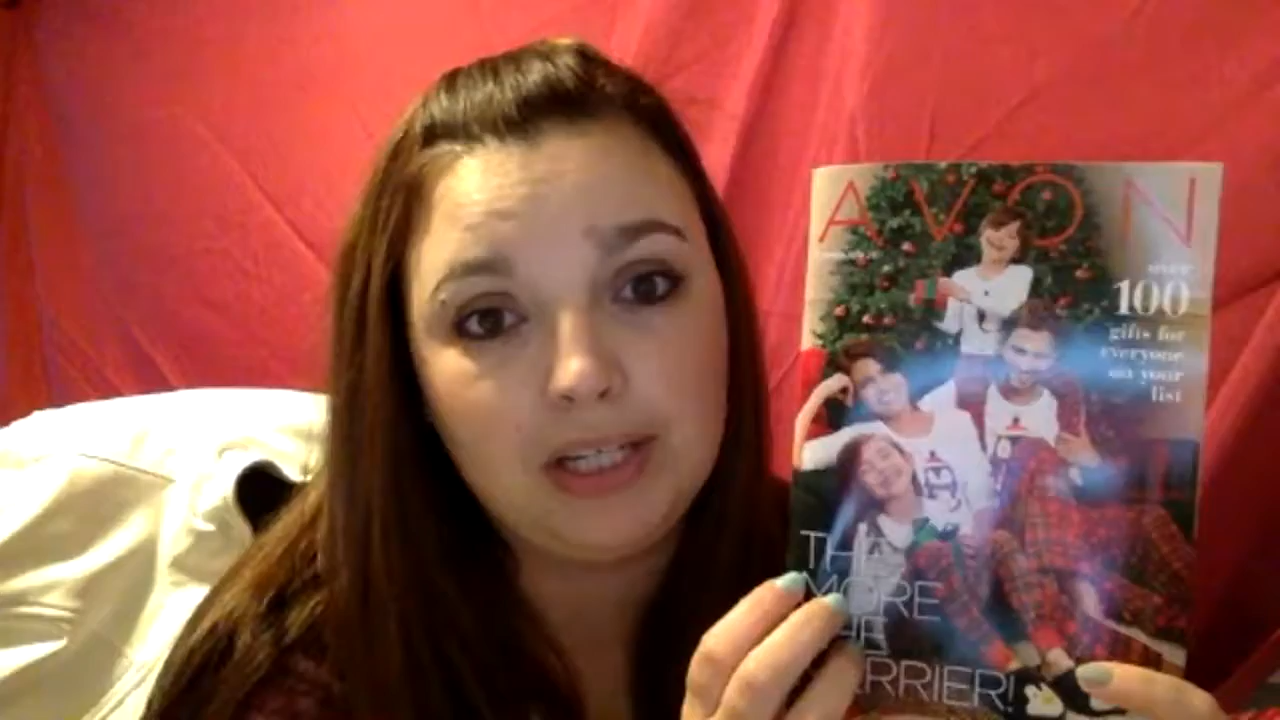 AVON
over
100
gifts for
everyone
on your
list
THE
MORE
THE
MERRIER!